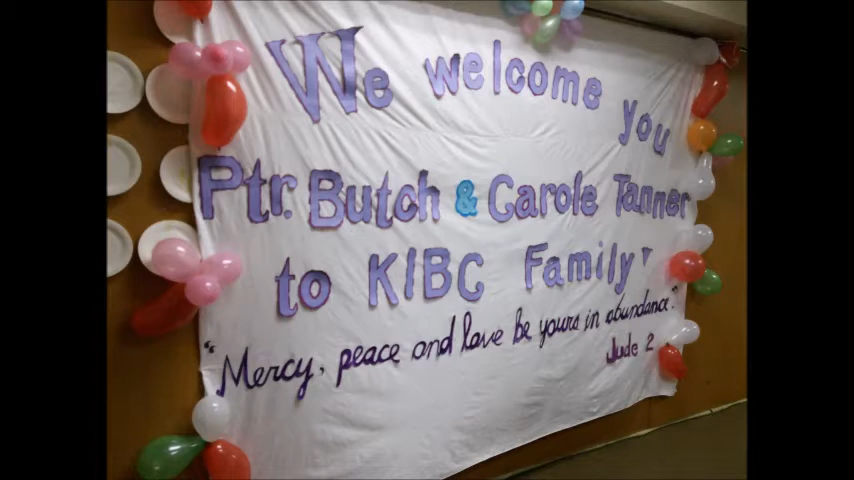 We welcome you
Ptr. Butch & Carole Tanner
to KIBC Family!
"Mercy, peace and love be yours in abundance."
Jude 2